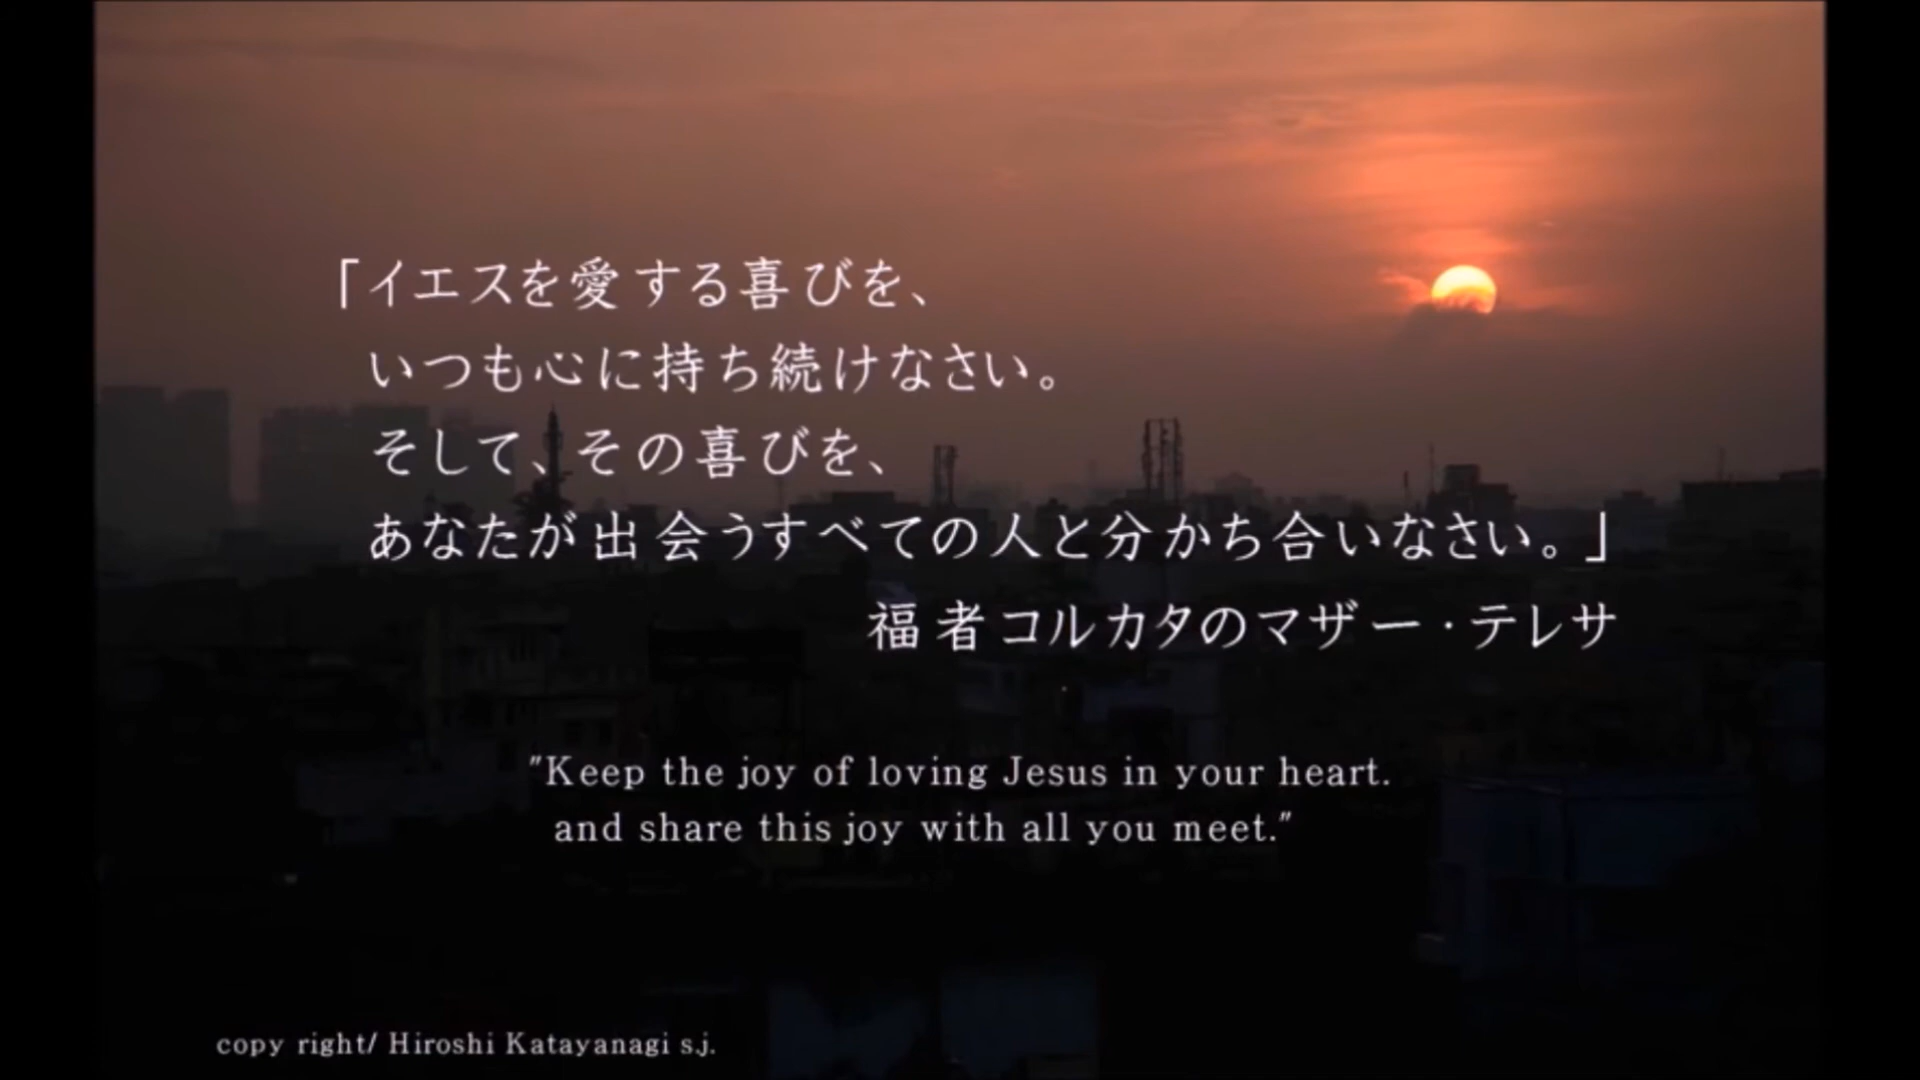 「イエスを愛する喜びを、
いつも心に持ち続けなさい。
そして、その喜びを、
あなたが出会うすべての人と分かち合いなさい。」
福者コルカタのマザー・テレサ
"Keep the joy of loving Jesus in your heart.
and share this joy with all you meet."
copy right/ Hiroshi Katayanagi s.j.